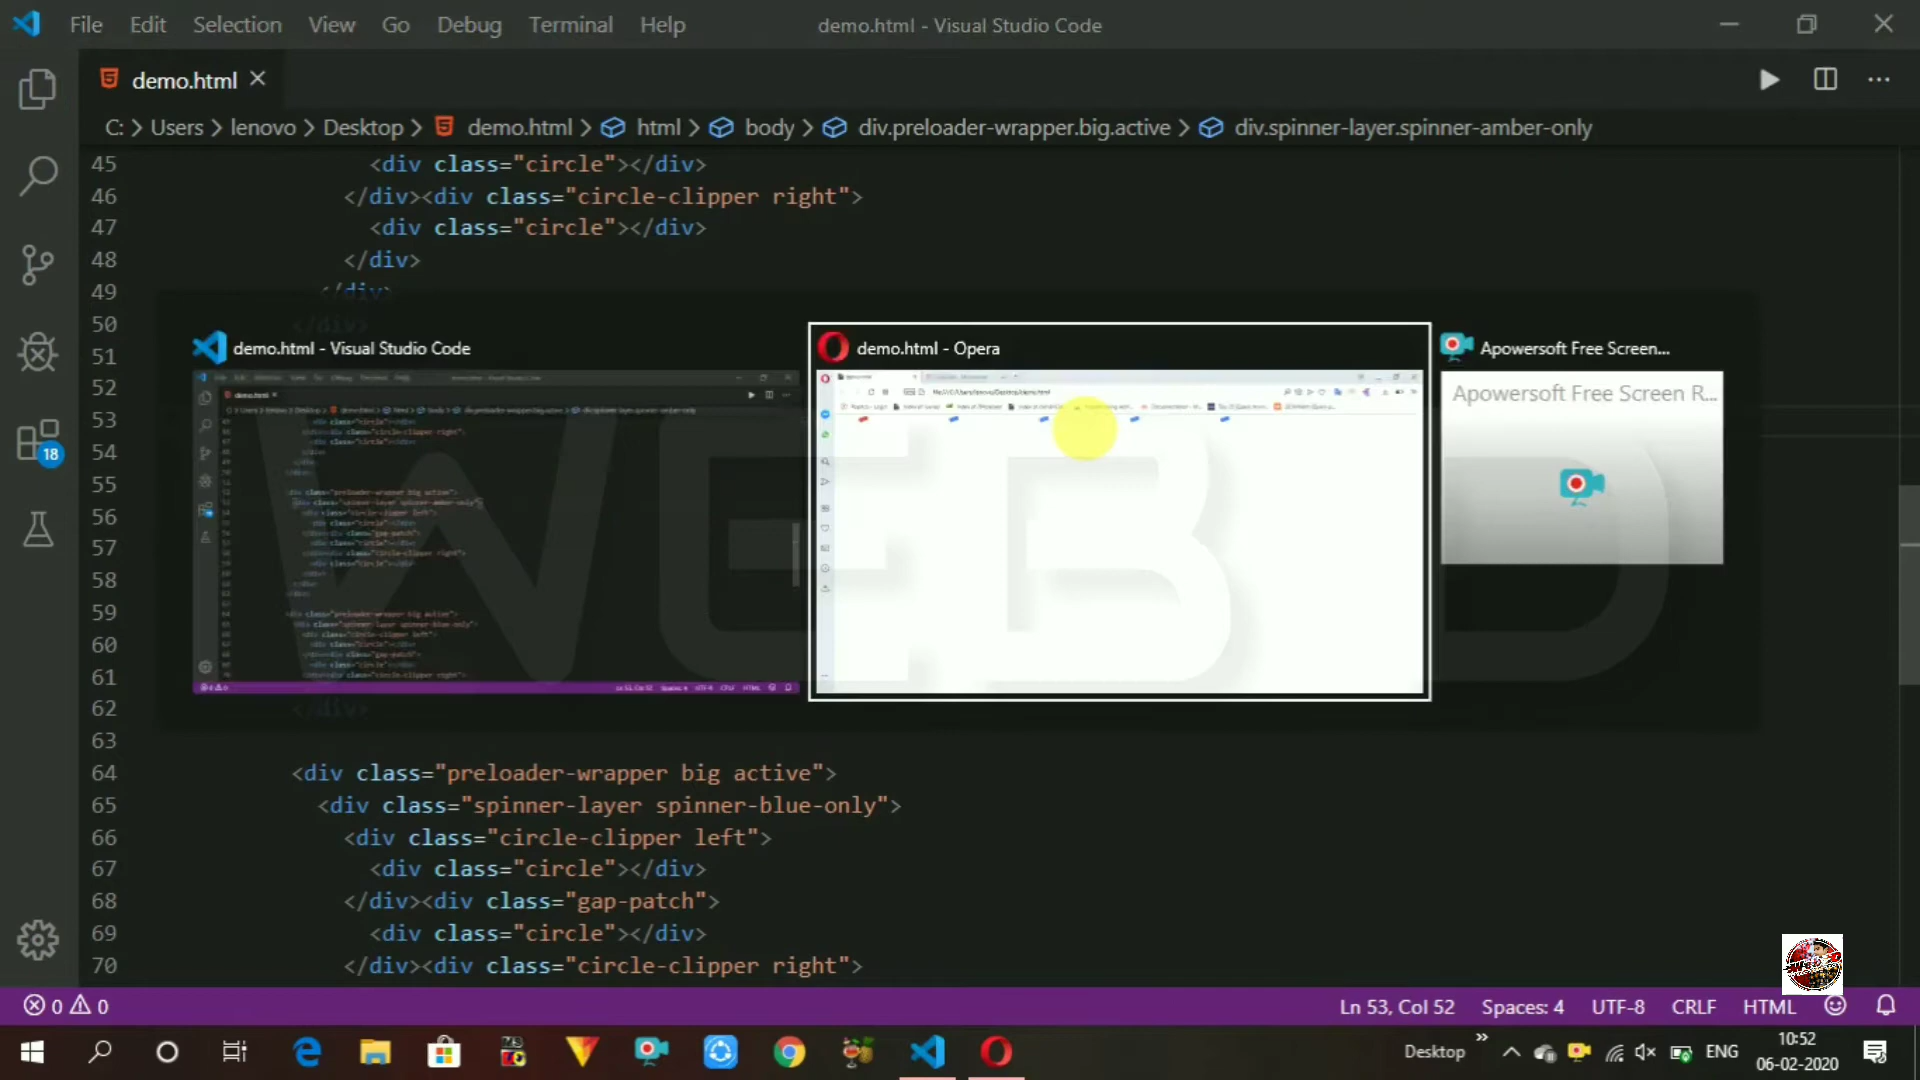 File Edit Selection View Go Debug Terminal Help
demo.html - Visual Studio Code
demo.html
C: > Users > lenovo > Desktop > demo.html > html > body > div.preloader-wrapper.big.active > div.spinner-layer.spinner-amber-only
45 <div class="circle"></div>
46 </div><div class="circle-clipper right">
47 <div class="circle"></div>
48 </div>
49 </div>
50 </div>
51
52
53
54
55
56
57
58
59
60
61
62 </div>
63
64 <div class="preloader-wrapper big active">
65 <div class="spinner-layer spinner-blue-only">
66 <div class="circle-clipper left">
67 <div class="circle"></div>
68 </div><div class="gap-patch">
69 <div class="circle"></div>
70 </div><div class="circle-clipper right">
demo.html - Visual Studio Code
demo.html - Opera
Apowersoft Free Screen...
Apowersoft Free Screen R...
WEB D
18
0 0
Ln 53, Col 52 Spaces: 4 UTF-8 CRLF HTML
Desktop
ENG
10:52
06-02-2020